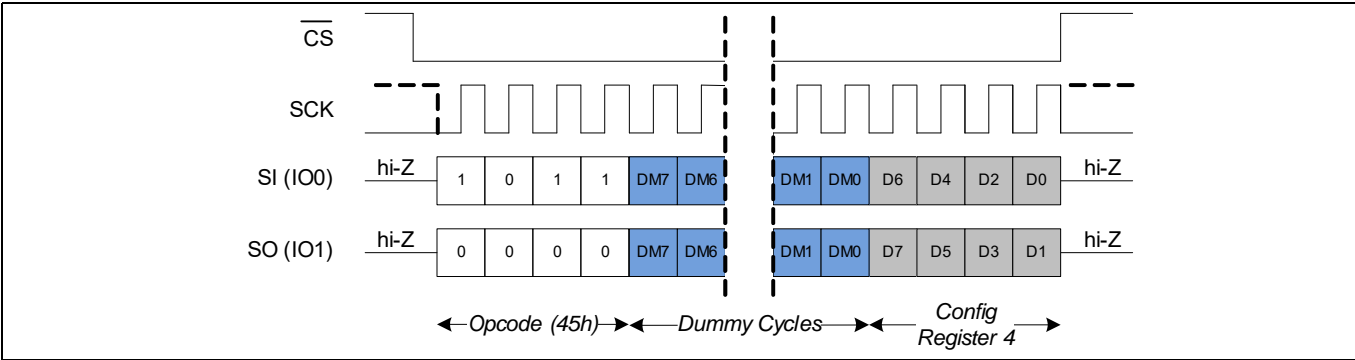 CS
SCK
SI (IO0) hi-Z 1 0 1 1 DM7 DM6 DM1 DM0 D6 D4 D2 D0 hi-Z
SO (IO1) hi-Z 0 0 0 0 DM7 DM6 DM1 DM0 D7 D5 D3 D1 hi-Z
Opcode (45h) Dummy Cycles Config
Register 4